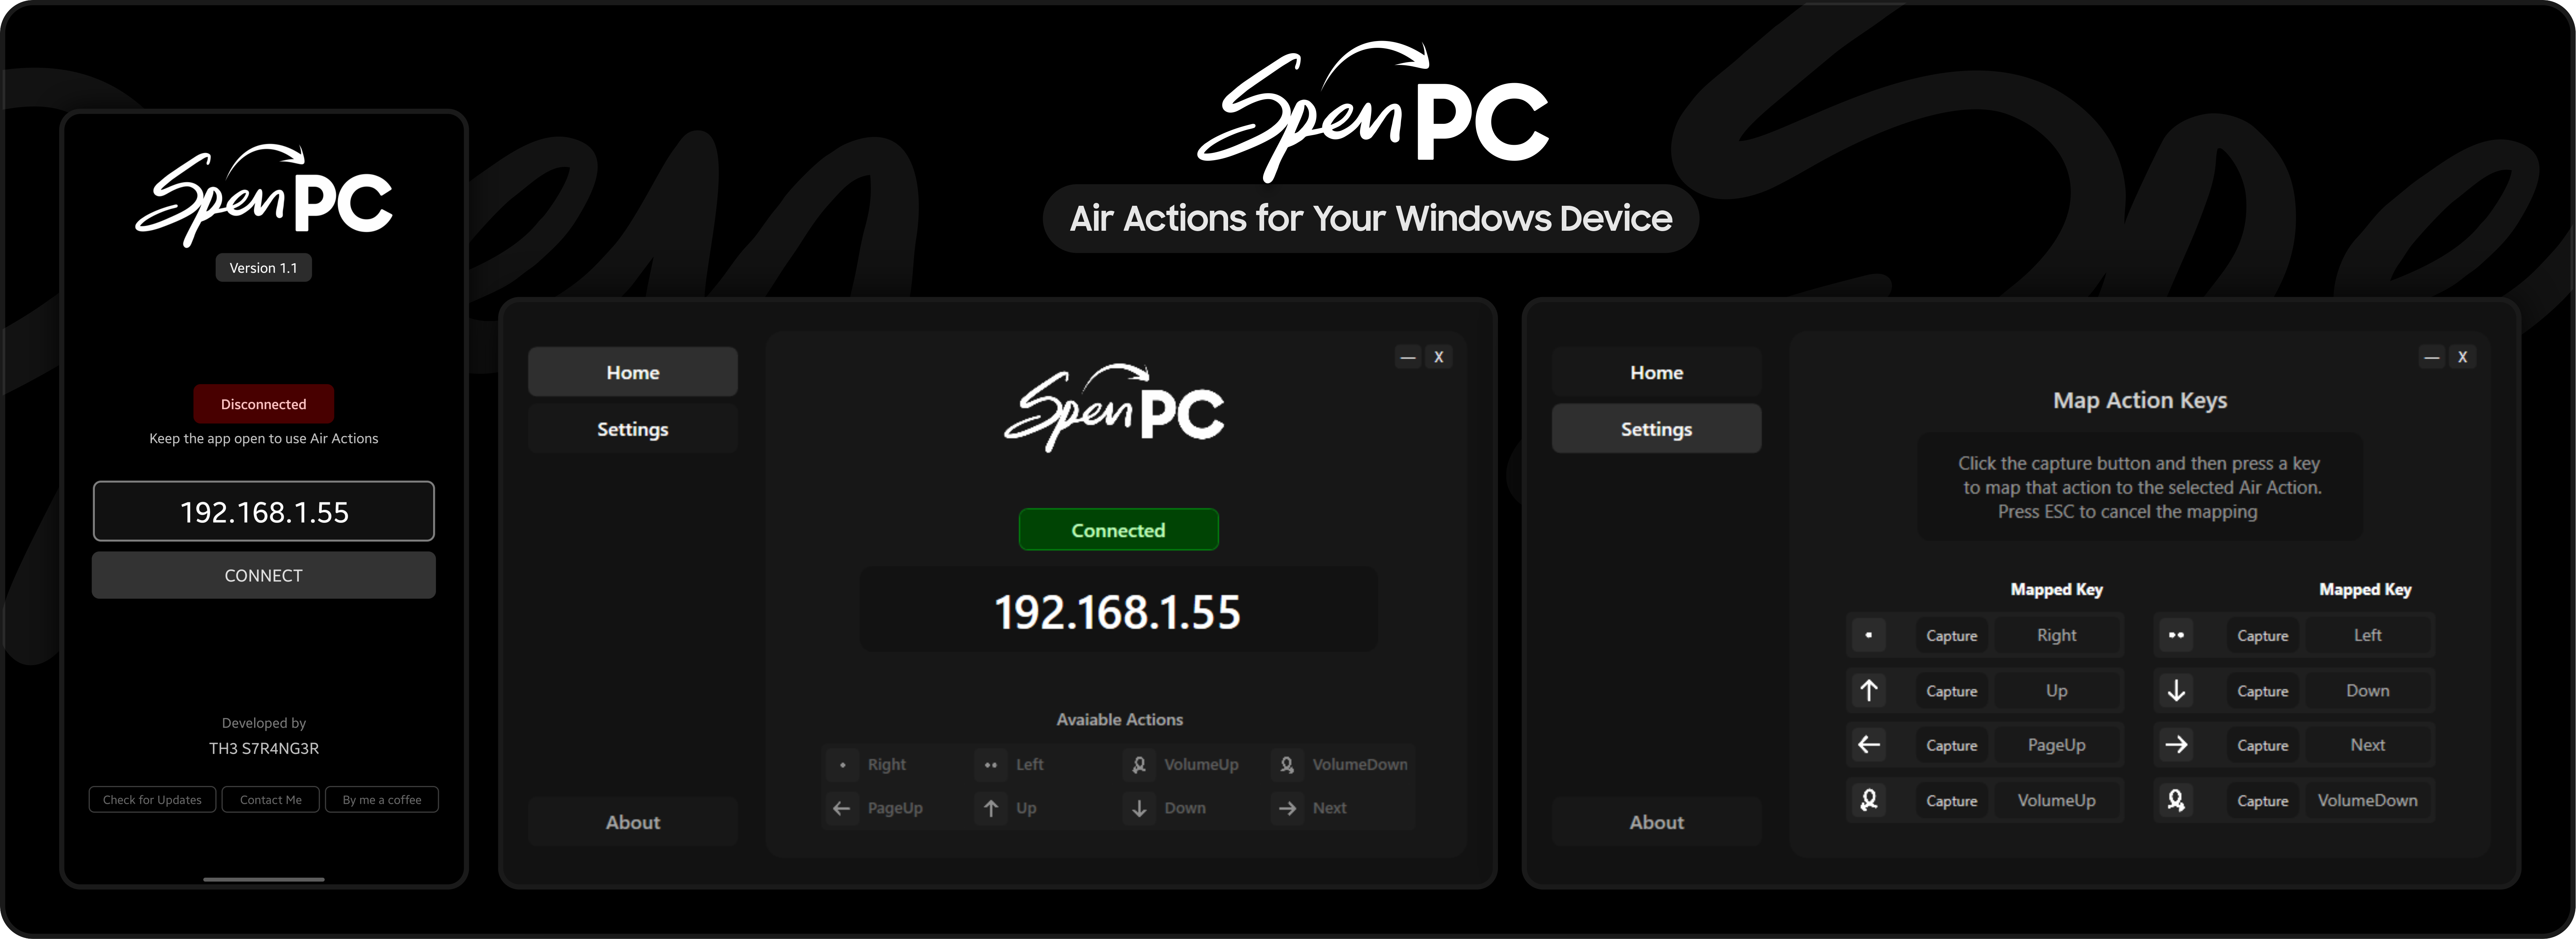 Spen PC
Air Actions for Your Windows Device
Spen PC
Version 1.1
Disconnected
Keep the app open to use Air Actions
192.168.1.55
CONNECT
Developed by
TH3 S7R4NG3R
Check for Updates
Contact Me
By me a coffee
Home
Settings
About
— X
Spen PC
Connected
192.168.1.55
Avaiable Actions
Right Left VolumeUp VolumeDown
PageUp Up Down Next
Home
Settings
About
— X
Map Action Keys
Click the capture button and then press a key
to map that action to the selected Air Action.
Press ESC to cancel the mapping
Mapped Key Mapped Key
Capture Right Capture Left
Capture Up Capture Down
Capture PageUp Capture Next
Capture VolumeUp Capture VolumeDown
Spen
Spe